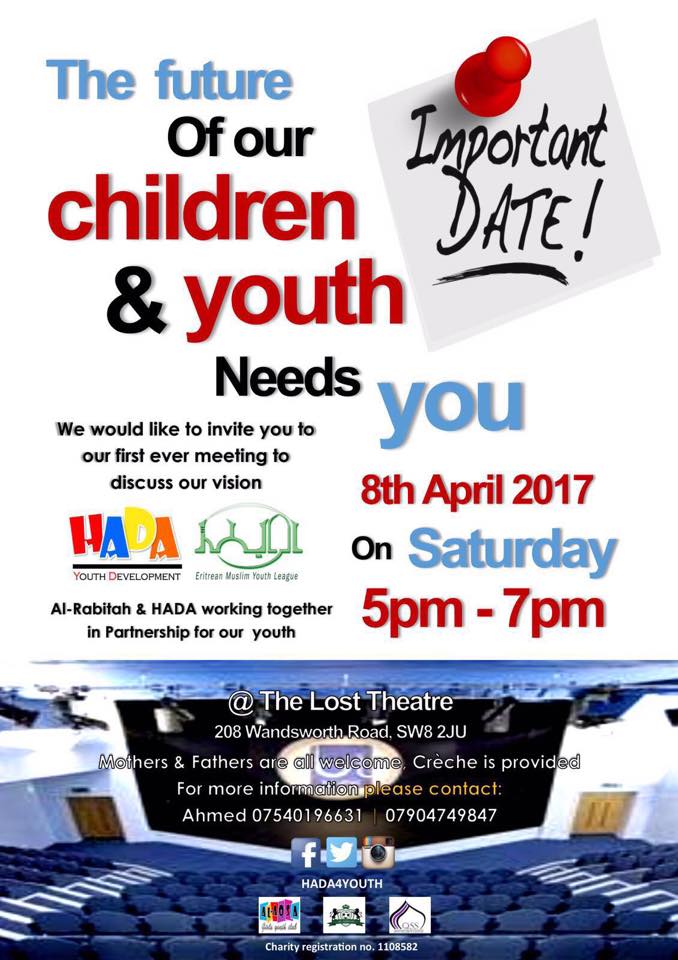 The future
Of our
children
& youth
Needs
you
Important
DATE!
We would like to invite you to
our first ever meeting to
discuss our vision
HADA
YOUTH DEVELOPMENT
Eritrean Muslim Youth League
Al-Rabitah & HADA working together
in Partnership for our youth
8th April 2017
On Saturday
5pm - 7pm
@ The Lost Theatre
208 Wandsworth Road, SW8 2JU
Mothers & Fathers are all welcome, Crèche is provided
For more information please contact:
Ahmed 07540196631 | 07904749847
HADA4YOUTH
Girls youth club
QSS
Charity registration no. 1108582